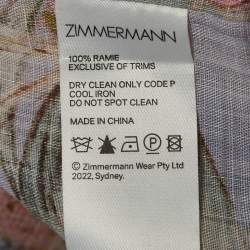 ZIMMERMANN
100% RAMIE
EXCLUSIVE OF TRIMS
DRY CLEAN ONLY CODE P
COOL IRON
DO NOT SPOT CLEAN
MADE IN CHINA
P
© Zimmermann Wear Pty Ltd
2022, Sydney.